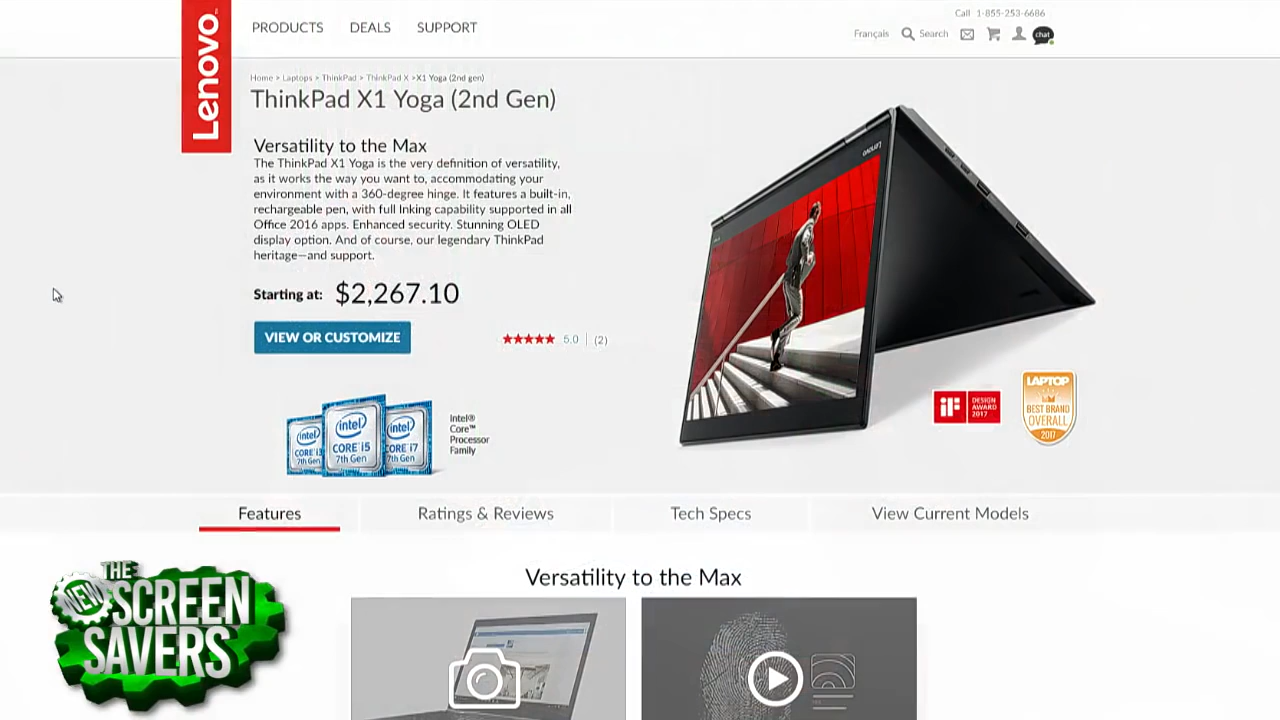 Lenovo™
PRODUCTS DEALS SUPPORT
Call 1-855-253-6686
Français Search chat
Home > Laptops > ThinkPad > ThinkPad X >X1 Yoga (2nd gen)
ThinkPad X1 Yoga (2nd Gen)
Versatility to the Max
The ThinkPad X1 Yoga is the very definition of versatility,
as it works the way you want to, accommodating your
environment with a 360-degree hinge. It features a built-in,
rechargeable pen, with full Inking capability supported in all
Office 2016 apps. Enhanced security. Stunning OLED
display option. And of course, our legendary ThinkPad
heritage—and support.
Starting at: $2,267.10
VIEW OR CUSTOMIZE
5.0 (2)
Lenovo
intel
CORE i3
7th Gen
intel
CORE i5
7th Gen
intel
CORE i7
7th Gen
Intel®
Core™
Processor
Family
iF
DESIGN
AWARD
2017
LAPTOP
BEST BRAND
OVERALL
2017
Features Ratings & Reviews Tech Specs View Current Models
Versatility to the Max
THE
NEW
SCREEN
SAVERS